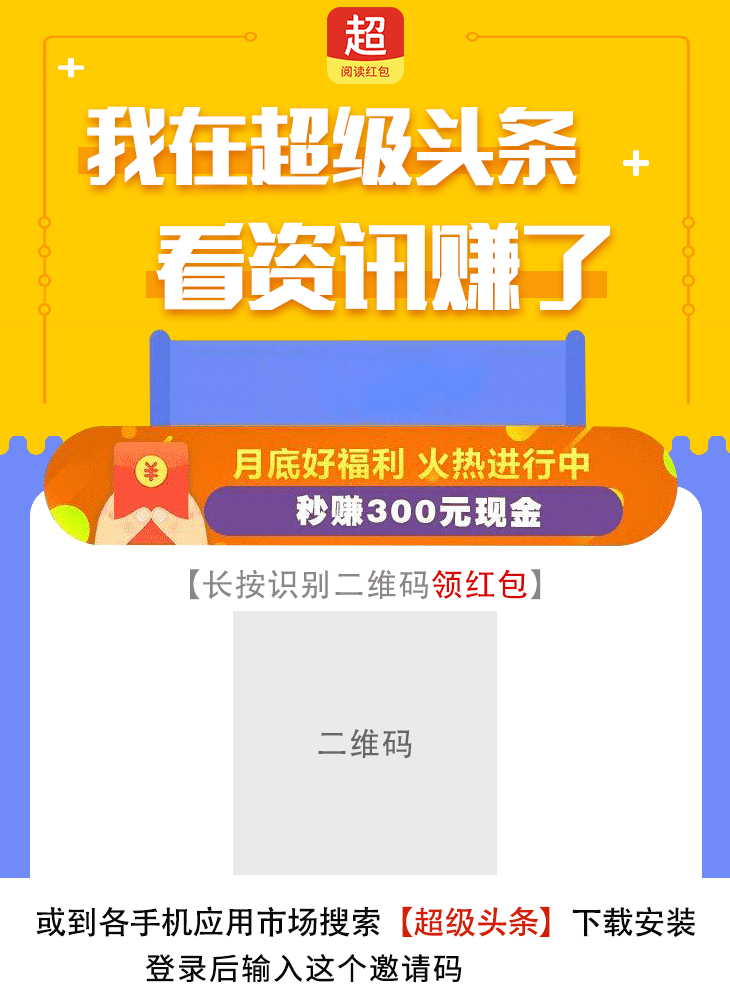 超
阅读红包
我在超级头条
看资讯赚了
月底好福利 火热进行中
秒赚300元现金
【长按识别二维码领红包】
二维码
或到各手机应用市场搜索【超级头条】下载安装
登录后输入这个邀请码